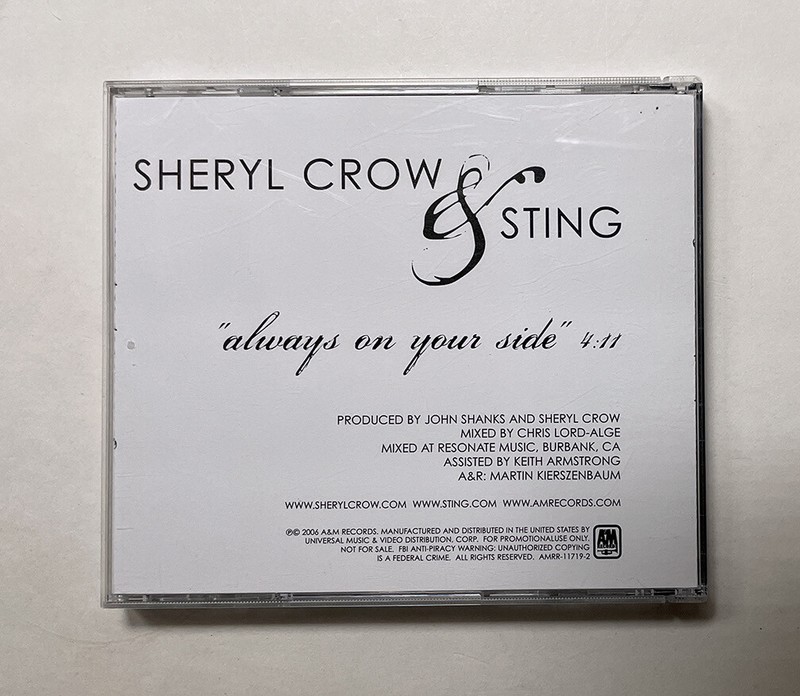 SHERYL CROW
& STING
"always on your side" 4:11
PRODUCED BY JOHN SHANKS AND SHERYL CROW
MIXED BY CHRIS LORD-ALGE
MIXED AT RESONATE MUSIC, BURBANK, CA
ASSISTED BY KEITH ARMSTRONG
A&R: MARTIN KIERSZENBAUM
WWW.SHERYLCROW.COM WWW.STING.COM WWW.AMRECORDS.COM
℗© 2006 A&M RECORDS. MANUFACTURED AND DISTRIBUTED IN THE UNITED STATES BY
UNIVERSAL MUSIC & VIDEO DISTRIBUTION, CORP. FOR PROMOTIONALUSE ONLY.
NOT FOR SALE. FBI ANTI-PIRACY WARNING: UNAUTHORIZED COPYING
IS A FEDERAL CRIME. ALL RIGHTS RESERVED. AMRR-11719-2
A&M
RECORDS